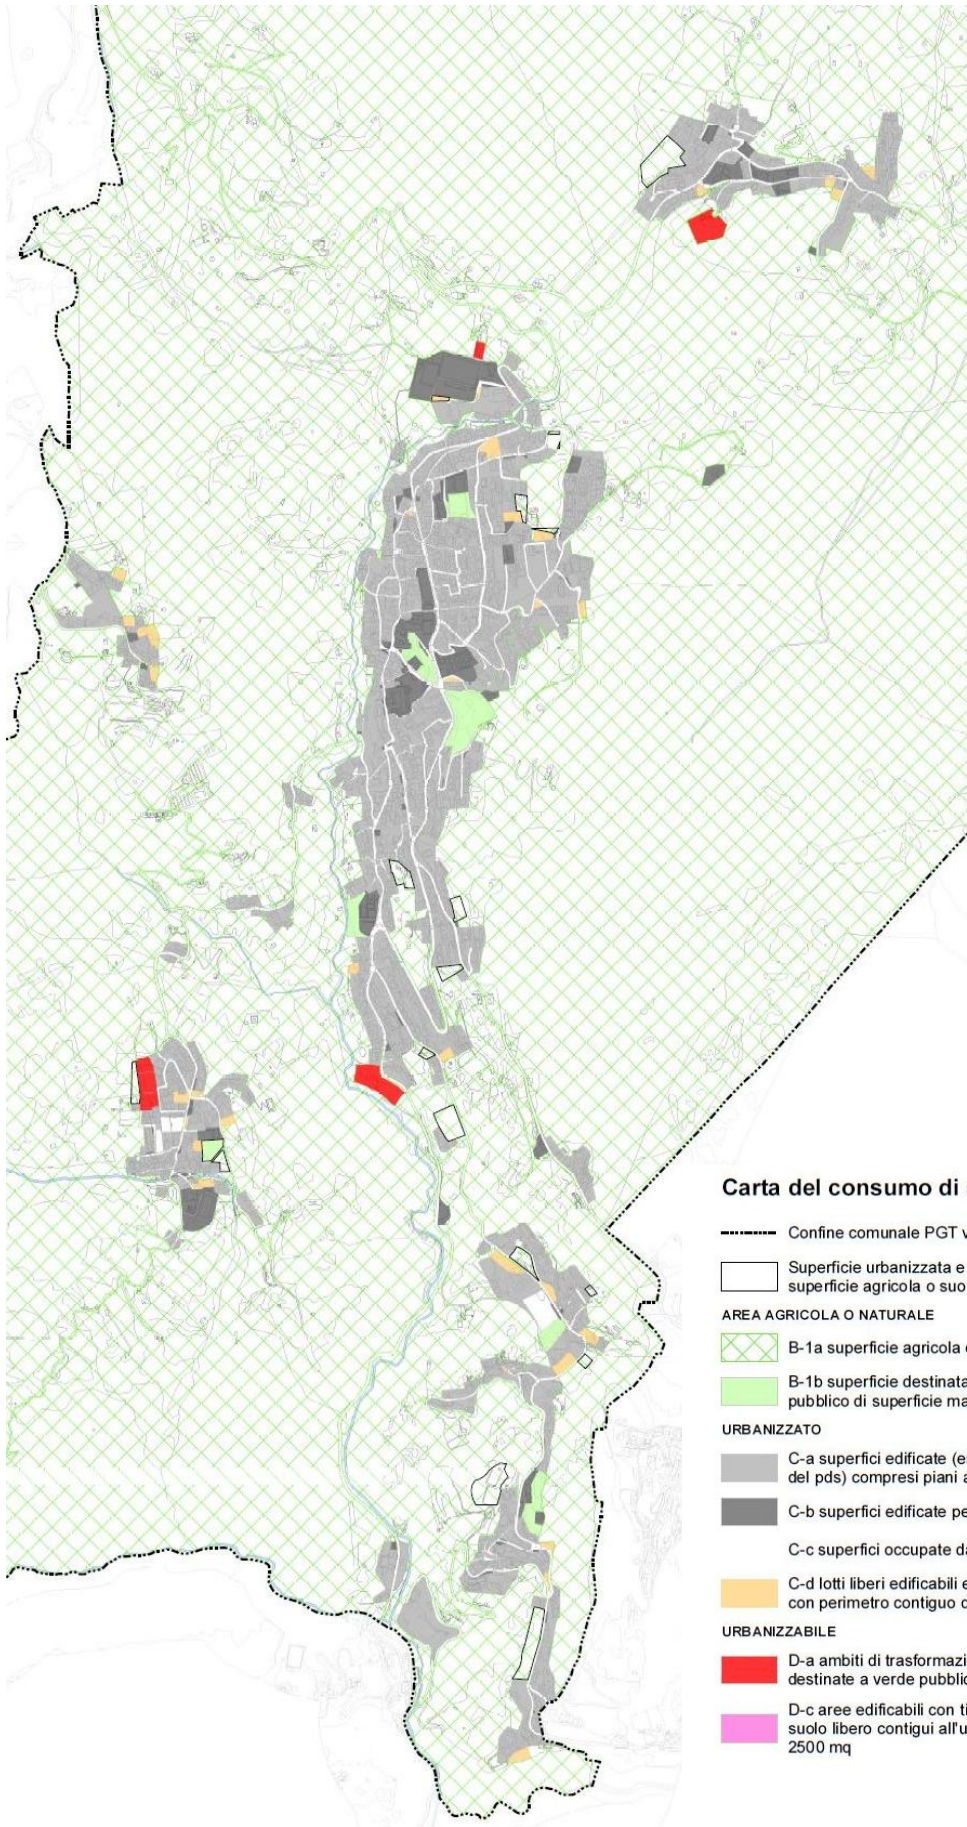 Carta del consumo di
Confine comunale PGT v
Superficie urbanizzata e
superficie agricola o suo
AREA AGRICOLA O NATURALE
B-1a superficie agricola
B-1b superficie destinata
pubblico di superficie ma
URBANIZZATO
C-a superfici edificate (es
del pds) compresi piani a
C-b superfici edificate pe
C-c superfici occupate da
C-d lotti liberi edificabili e
con perimetro contiguo d
URBANIZZABILE
D-a ambiti di trasformazi
destinate a verde pubblic
D-c aree edificabili con ti
suolo libero contigui all'u
2500 mq